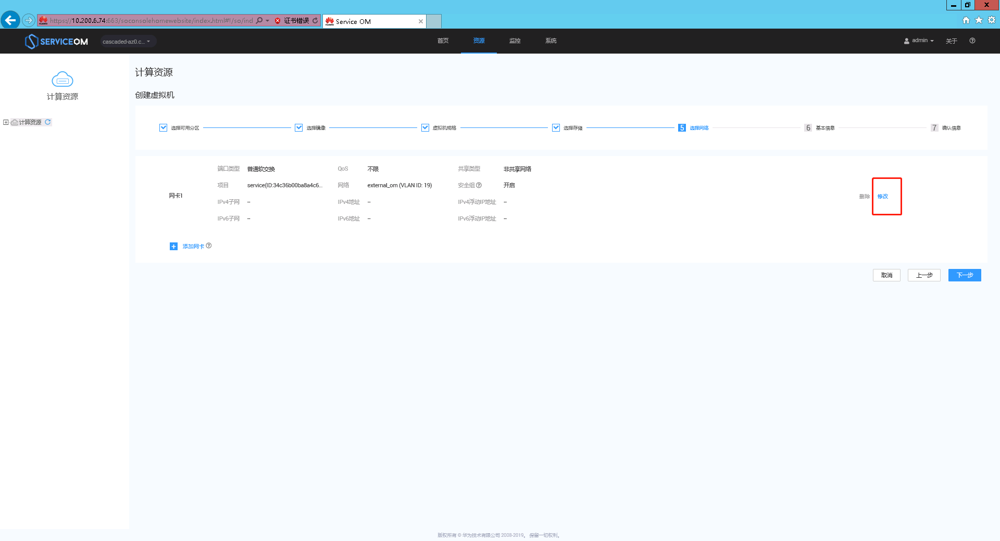 https://10.200.6.74:663/soconsolehomewebsite/index.html#!/so/ind
证书错误
Service OM
SERVICEOM
cascaded-az0.c...
首页
资源
监控
系统
admin
关于
计算资源
计算资源
计算资源
创建虚拟机
选择可用分区
选择镜像
虚拟机规格
选择存储
5 选择网络
6 基本信息
7 确认信息
网卡1
端口类型 普通软交换 QoS 不限 共享类型 非共享网络
项目 service(ID:34c36b00ba8a4c6... 网络 external_om (VLAN ID: 19) 安全组 开启
IPv4子网 -- IPv4地址 -- IPv4浮动IP地址 --
IPv6子网 -- IPv6地址 -- IPv6浮动IP地址 --
删除 修改
添加网卡
取消
上一步
下一步
版权所有 © 华为技术有限公司 2008-2019。 保留一切权利。